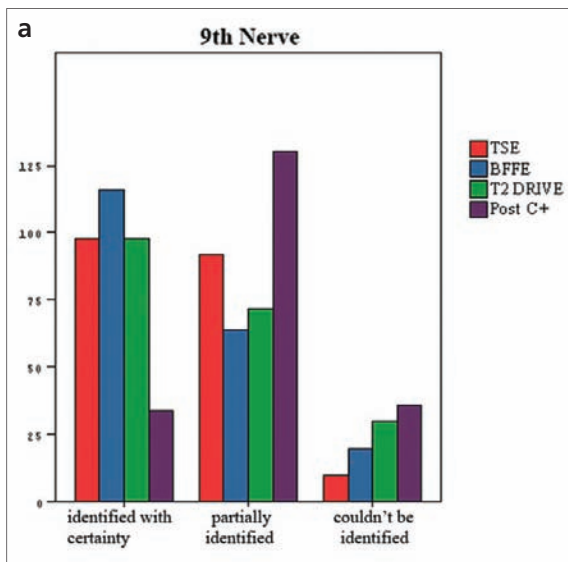 a
9th Nerve
125
100
75
50
25
0
TSE
BFFE
T2 DRIVE
Post C+
identified with
certainty
partially
identified
couldn't be
identified